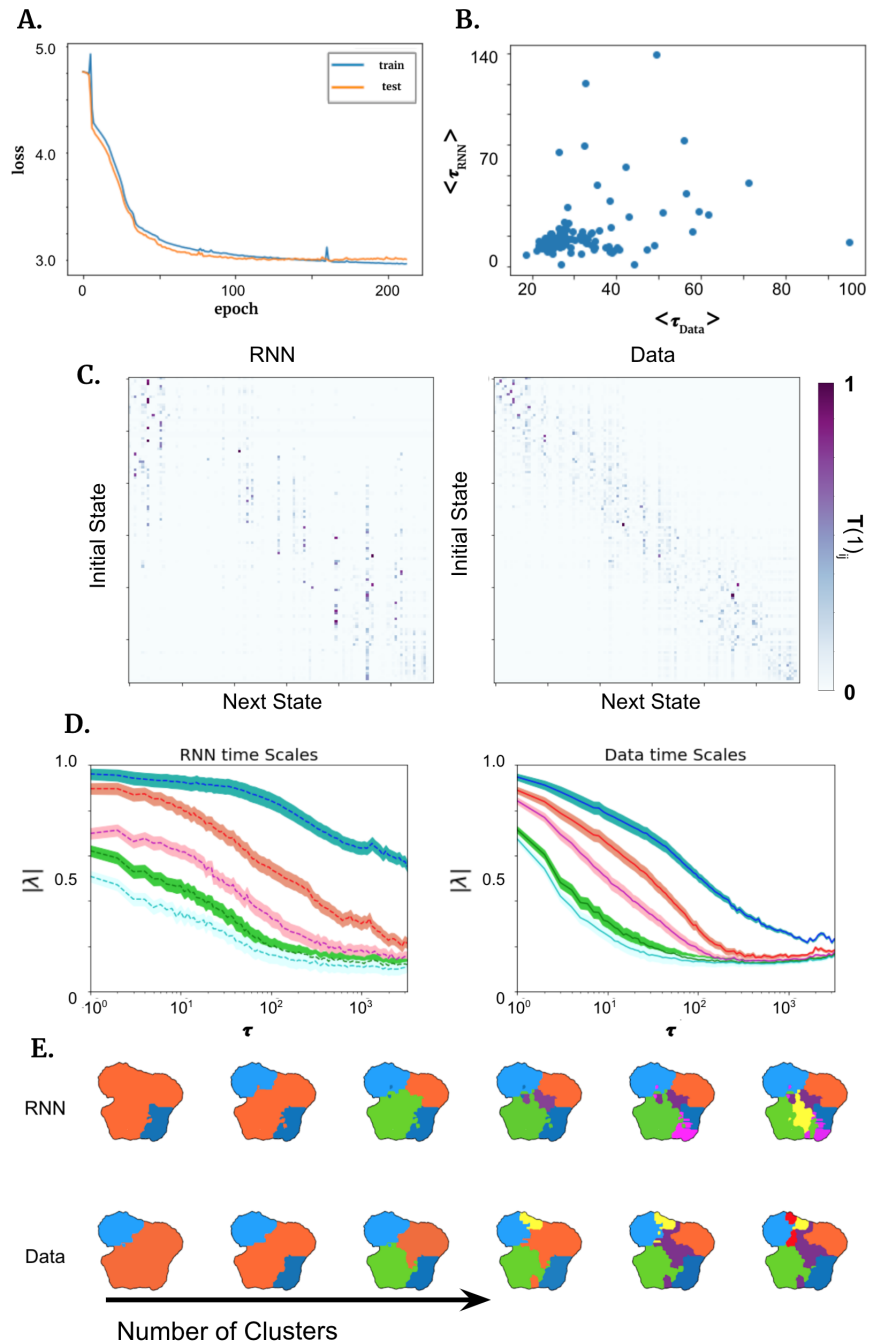 A.
B.
5.0
4.0
3.0
loss
train
test
0
100
200
epoch
140
70
0
<τRNN>
20
40
60
80
100
<τData>
C.
RNN
Data
Initial State
Initial State
Next State
Next State
1
T(1)ij
0
D.
RNN time Scales
Data time Scales
1.0
0.5
0
|λ|
10⁰
10¹
10²
10³
τ
1.0
0.5
0
|λ|
10⁰
10¹
10²
10³
τ
E.
RNN
Data
Number of Clusters